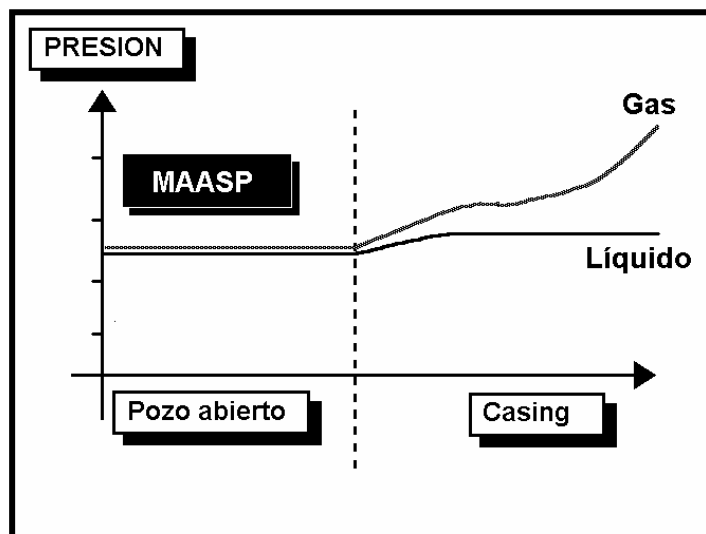 PRESION
Gas
MAASP
Líquido
Pozo abierto
Casing